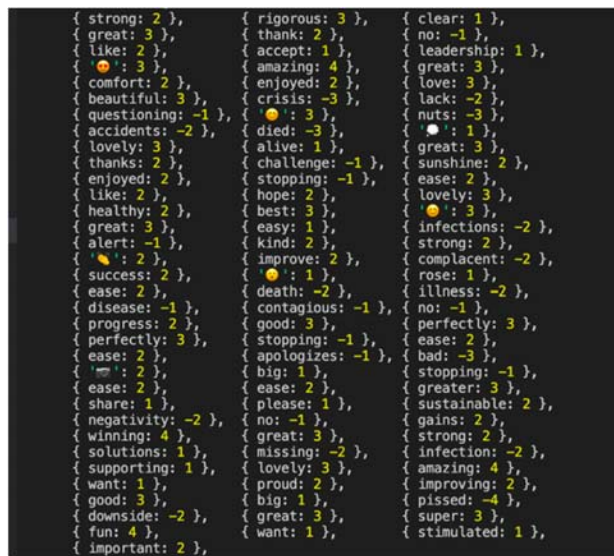 { strong: 2 },
{ great: 3 },
{ like: 2 },
{ '😍': 3 },
{ comfort: 2 },
{ beautiful: 3 },
{ questioning: -1 },
{ accidents: -2 },
{ lovely: 3 },
{ thanks: 2 },
{ enjoyed: 2 },
{ like: 2 },
{ healthy: 2 },
{ great: 3 },
{ alert: -1 },
{ '👏': 2 },
{ success: 2 },
{ ease: 2 },
{ disease: -1 },
{ progress: 2 },
{ perfectly: 3 },
{ ease: 2 },
{ '': 2 },
{ ease: 2 },
{ share: 1 },
{ negativity: -2 },
{ winning: 4 },
{ solutions: 1 },
{ supporting: 1 },
{ want: 1 },
{ good: 3 },
{ downside: -2 },
{ fun: 4 },
{ important: 2 },
{ rigorous: 3 },
{ thank: 2 },
{ accept: 1 },
{ amazing: 4 },
{ enjoyed: 2 },
{ crisis: -3 },
{ '😊': 3 },
{ died: -3 },
{ alive: 1 },
{ challenge: -1 },
{ stopping: -1 },
{ hope: 2 },
{ best: 3 },
{ easy: 1 },
{ kind: 2 },
{ improve: 2 },
{ '': 1 },
{ death: -2 },
{ contagious: -1 },
{ good: 3 },
{ stopping: -1 },
{ apologizes: -1 },
{ big: 1 },
{ ease: 2 },
{ please: 1 },
{ no: -1 },
{ great: 3 },
{ missing: -2 },
{ lovely: 3 },
{ proud: 2 },
{ big: 1 },
{ great: 3 },
{ want: 1 },
{ clear: 1 },
{ no: -1 },
{ leadership: 1 },
{ great: 3 },
{ love: 3 },
{ lack: -2 },
{ nuts: -3 },
{ '💭': 1 },
{ great: 3 },
{ sunshine: 2 },
{ ease: 2 },
{ lovely: 3 },
{ '😊': 3 },
{ infections: -2 },
{ strong: 2 },
{ complacent: -2 },
{ rose: 1 },
{ illness: -2 },
{ no: -1 },
{ perfectly: 3 },
{ ease: 2 },
{ bad: -3 },
{ stopping: -1 },
{ greater: 3 },
{ sustainable: 2 },
{ gains: 2 },
{ strong: 2 },
{ infection: -2 },
{ amazing: 4 },
{ improving: 2 },
{ pissed: -4 },
{ super: 3 },
{ stimulated: 1 },